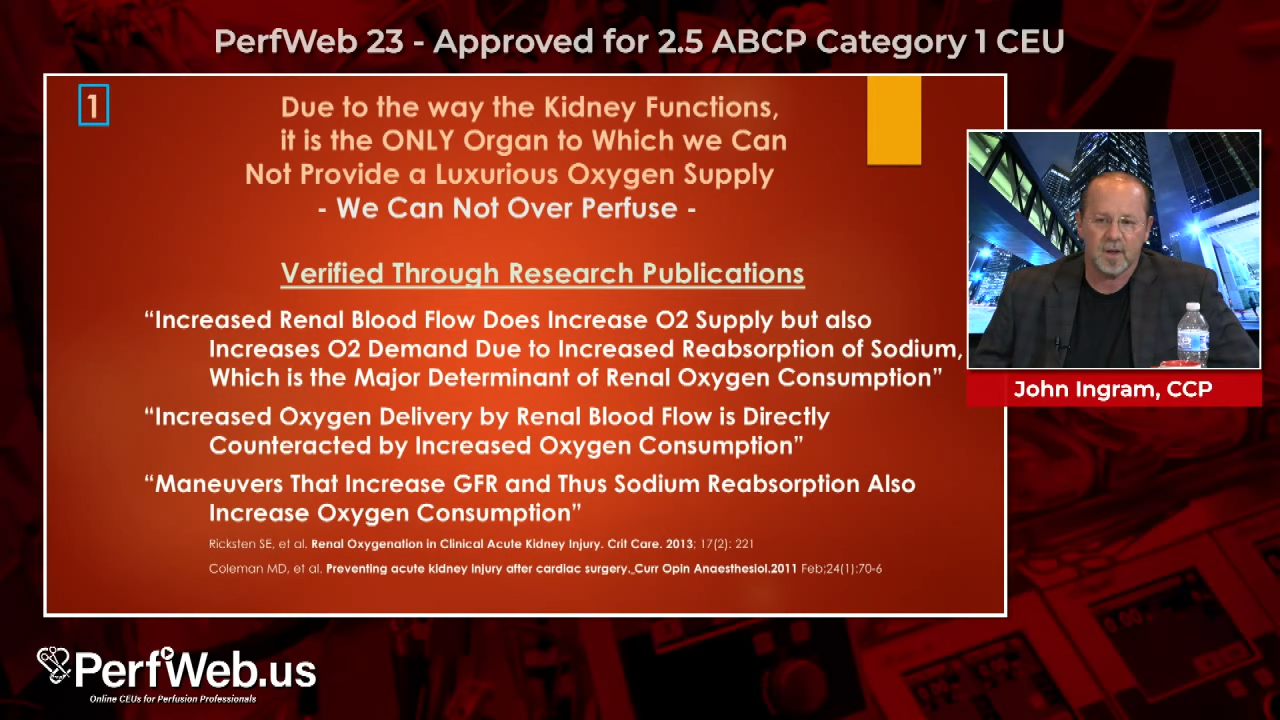 PerfWeb 23 - Approved for 2.5 ABCP Category 1 CEU
1
Due to the way the Kidney Functions,
it is the ONLY Organ to Which we Can
Not Provide a Luxurious Oxygen Supply
- We Can Not Over Perfuse -
Verified Through Research Publications
“Increased Renal Blood Flow Does Increase O2 Supply but also
Increases O2 Demand Due to Increased Reabsorption of Sodium,
Which is the Major Determinant of Renal Oxygen Consumption”
“Increased Oxygen Delivery by Renal Blood Flow is Directly
Counteracted by Increased Oxygen Consumption”
“Maneuvers That Increase GFR and Thus Sodium Reabsorption Also
Increase Oxygen Consumption”
Ricksten SE, et al. Renal Oxygenation in Clinical Acute Kidney Injury. Crit Care. 2013; 17(2): 221
Coleman MD, et al. Preventing acute kidney injury after cardiac surgery. Curr Opin Anaesthesiol.2011 Feb;24(1):70-6
John Ingram, CCP
PerfWeb.us
Online CEUs for Perfusion Professionals